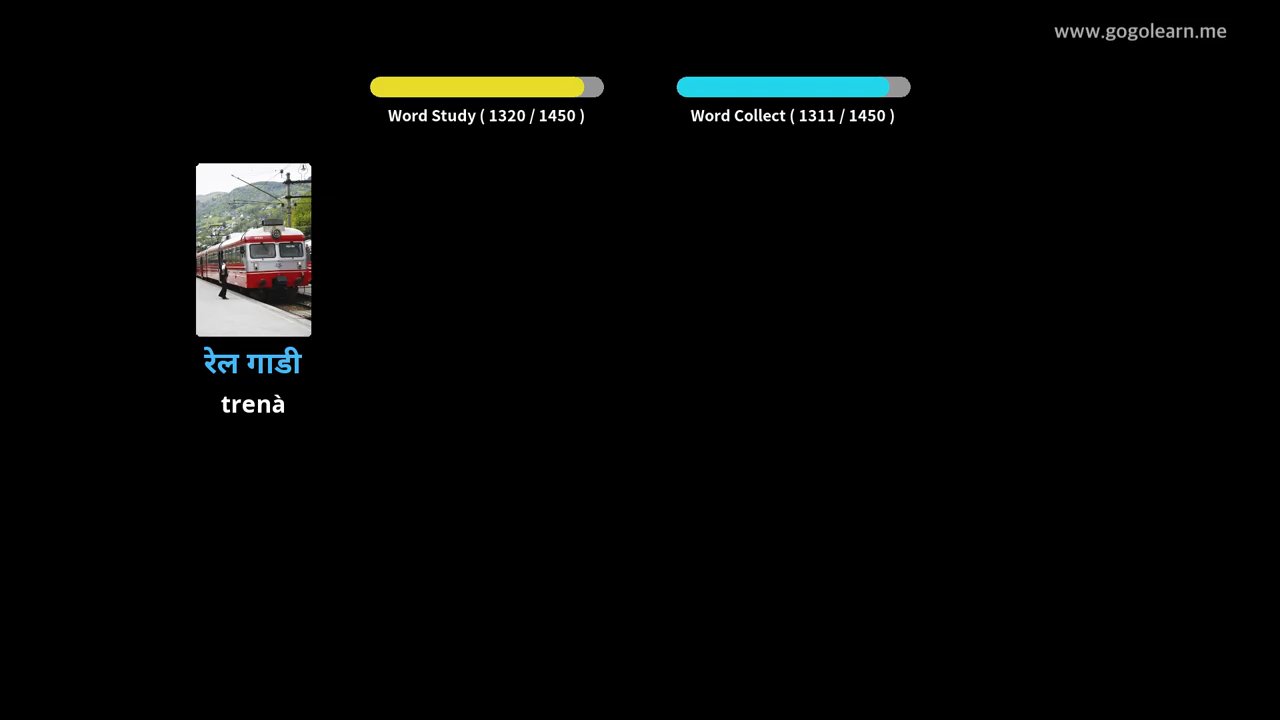 www.gogolearn.me
Word Study ( 1320 / 1450 )
Word Collect ( 1311 / 1450 )
रेल गाडी
trenà